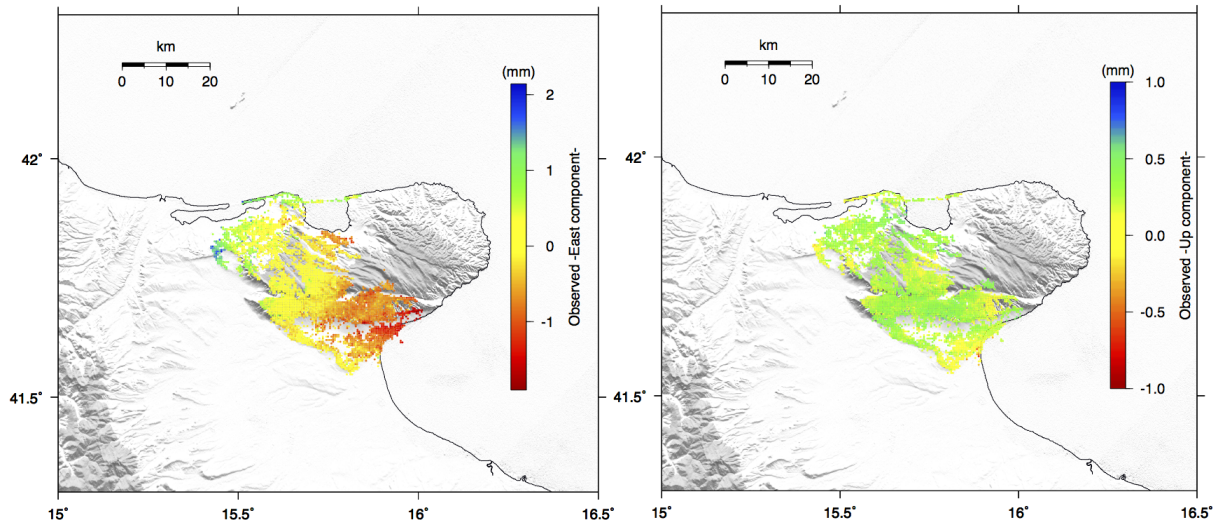 km
0 10 20
(mm)
2
1
0
-1
Observed -East component-
42°
41.5°
15° 15.5° 16° 16.5°
km
0 10 20
(mm)
1.0
0.5
0.0
-0.5
-1.0
Observed -Up component-
42°
41.5°
15° 15.5° 16° 16.5°